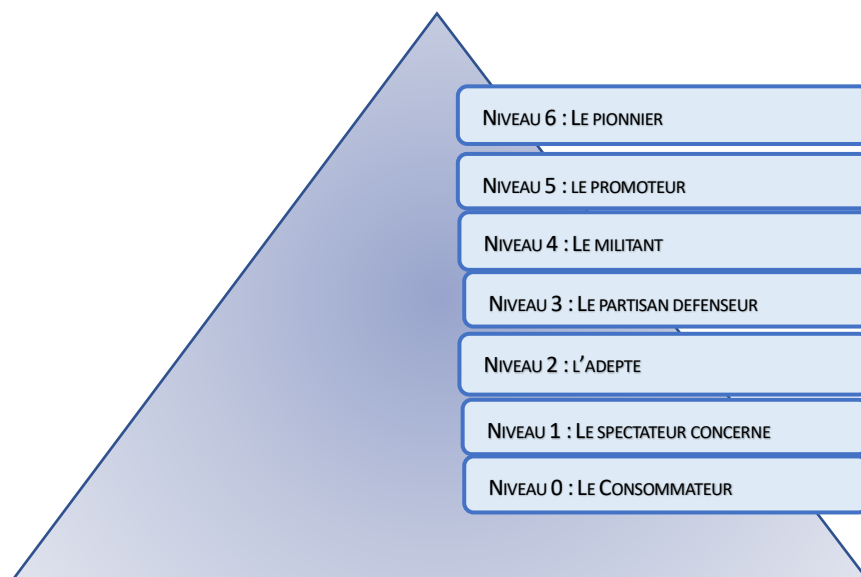 Niveau 6 : Le pionnier
Niveau 5 : le promoteur
Niveau 4 : Le militant
Niveau 3 : Le partisan defenseur
Niveau 2 : l'adepte
Niveau 1 : Le spectateur concerne
Niveau 0 : Le Consommateur